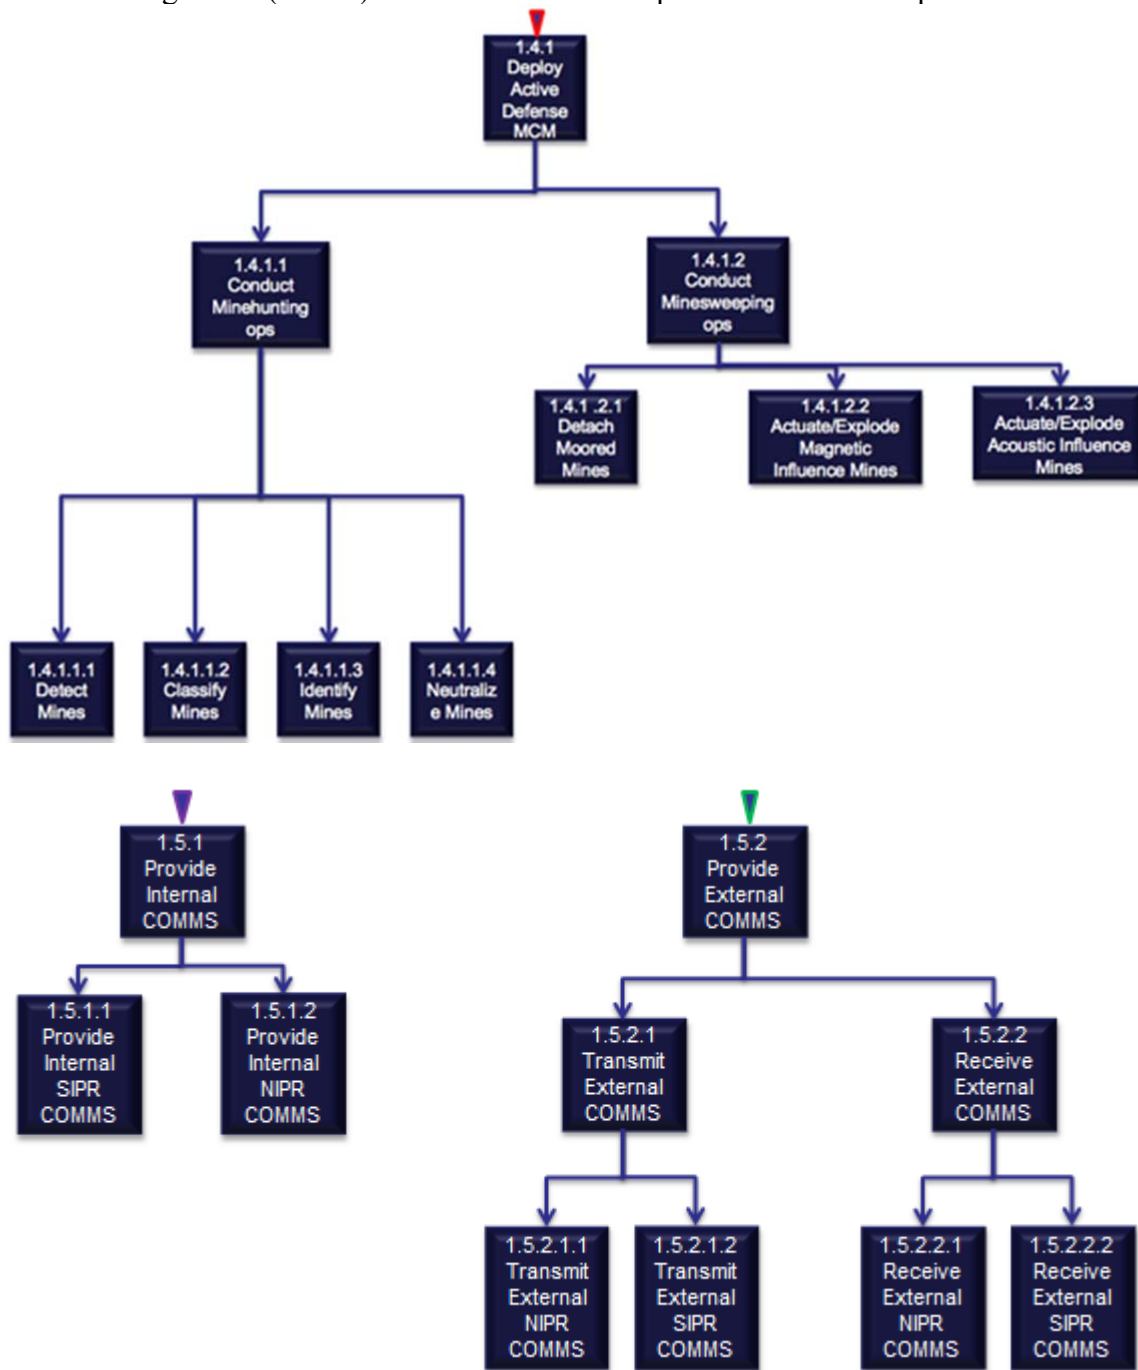 1.4.1
Deploy
Active
Defense
MCM
1.4.1.1
Conduct
Minehunting
ops
1.4.1.2
Conduct
Minesweeping
ops
1.4.1 .2.1
Detach
Moored
Mines
1.4.1.2.2
Actuate/Explode
Magnetic
Influence Mines
1.4.1.2.3
Actuate/Explode
Acoustic Influence
Mines
1.4.1.1.1
Detect
Mines
1.4.1.1.2
Classify
Mines
1.4.1.1.3
Identify
Mines
1.4.1.1.4
Neutraliz
e Mines
1.5.1
Provide
Internal
COMMS
1.5.2
Provide
External
COMMS
1.5.1.1
Provide
Internal
SIPR
COMMS
1.5.1.2
Provide
Internal
NIPR
COMMS
1.5.2.1
Transmit
External
COMMS
1.5.2.2
Receive
External
COMMS
1.5.2.1.1
Transmit
External
NIPR
COMMS
1.5.2.1.2
Transmit
External
SIPR
COMMS
1.5.2.2.1
Receive
External
NIPR
COMMS
1.5.2.2.2
Receive
External
SIPR
COMMS